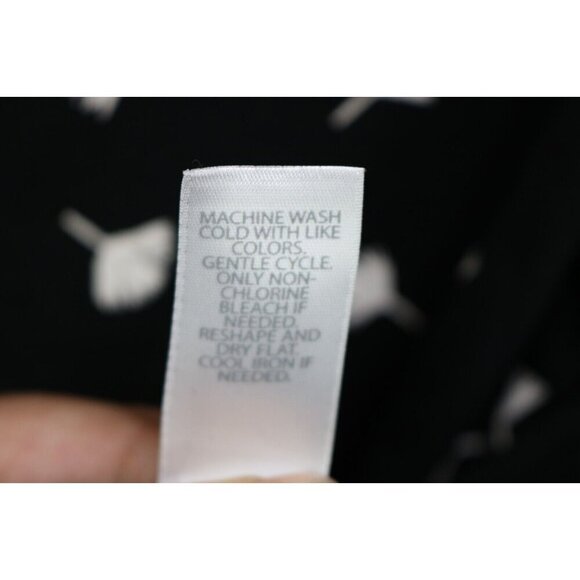 MACHINE WASH
COLD WITH LIKE
COLORS.
GENTLE CYCLE.
ONLY NON-
CHLORINE
BLEACH IF
NEEDED.
RESHAPE AND
DRY FLAT.
COOL IRON IF
NEEDED.